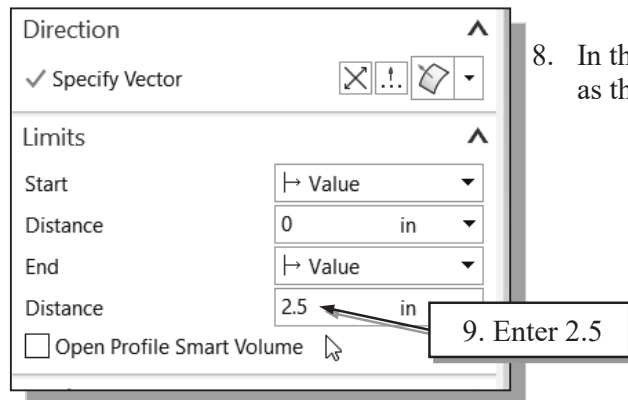 Direction
Specify Vector
Limits
Start Value
Distance 0 in
End Value
Distance 2.5 in
Open Profile Smart Volume
9. Enter 2.5
8. In th
as th